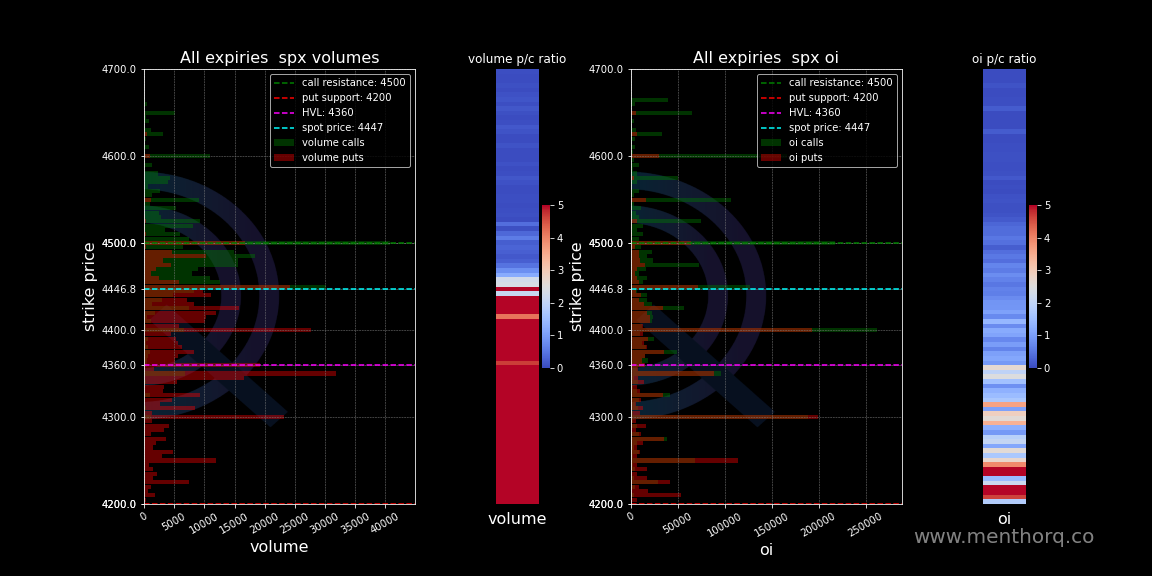 All expiries  spx volumes
volume p/c ratio
All expiries  spx oi
oi p/c ratio
4700.0
4600.0
4500.0
4446.8
4400.0
4360.0
4300.0
4200.0
strike price
call resistance: 4500
put support: 4200
HVL: 4360
spot price: 4447
volume calls
volume puts
0
5000
10000
15000
20000
25000
30000
35000
40000
volume
5
4
3
2
1
0
volume
4700.0
4600.0
4500.0
4446.8
4400.0
4360.0
4300.0
4200.0
strike price
call resistance: 4500
put support: 4200
HVL: 4360
spot price: 4447
oi calls
oi puts
0
50000
100000
150000
200000
250000
oi
5
4
3
2
1
0
oi
www.menthorq.co